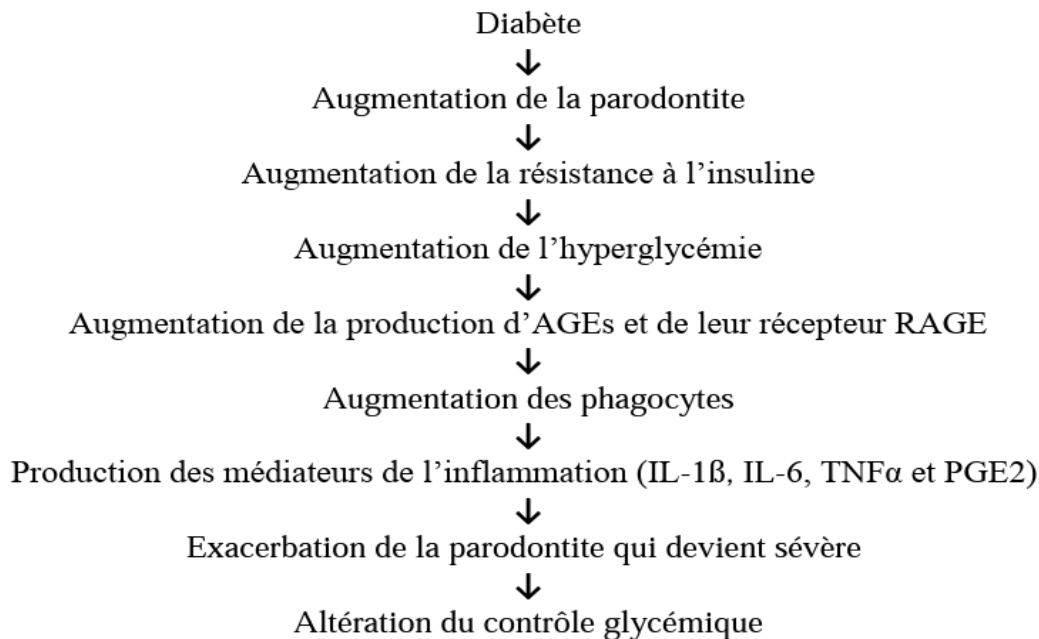 Diabète
↓
Augmentation de la parodontite
↓
Augmentation de la résistance à l’insuline
↓
Augmentation de l’hyperglycémie
↓
Augmentation de la production d’AGEs et de leur récepteur RAGE
↓
Augmentation des phagocytes
↓
Production des médiateurs de l’inflammation (IL-1ß, IL-6, TNFα et PGE2)
↓
Exacerbation de la parodontite qui devient sévère
↓
Altération du contrôle glycémique